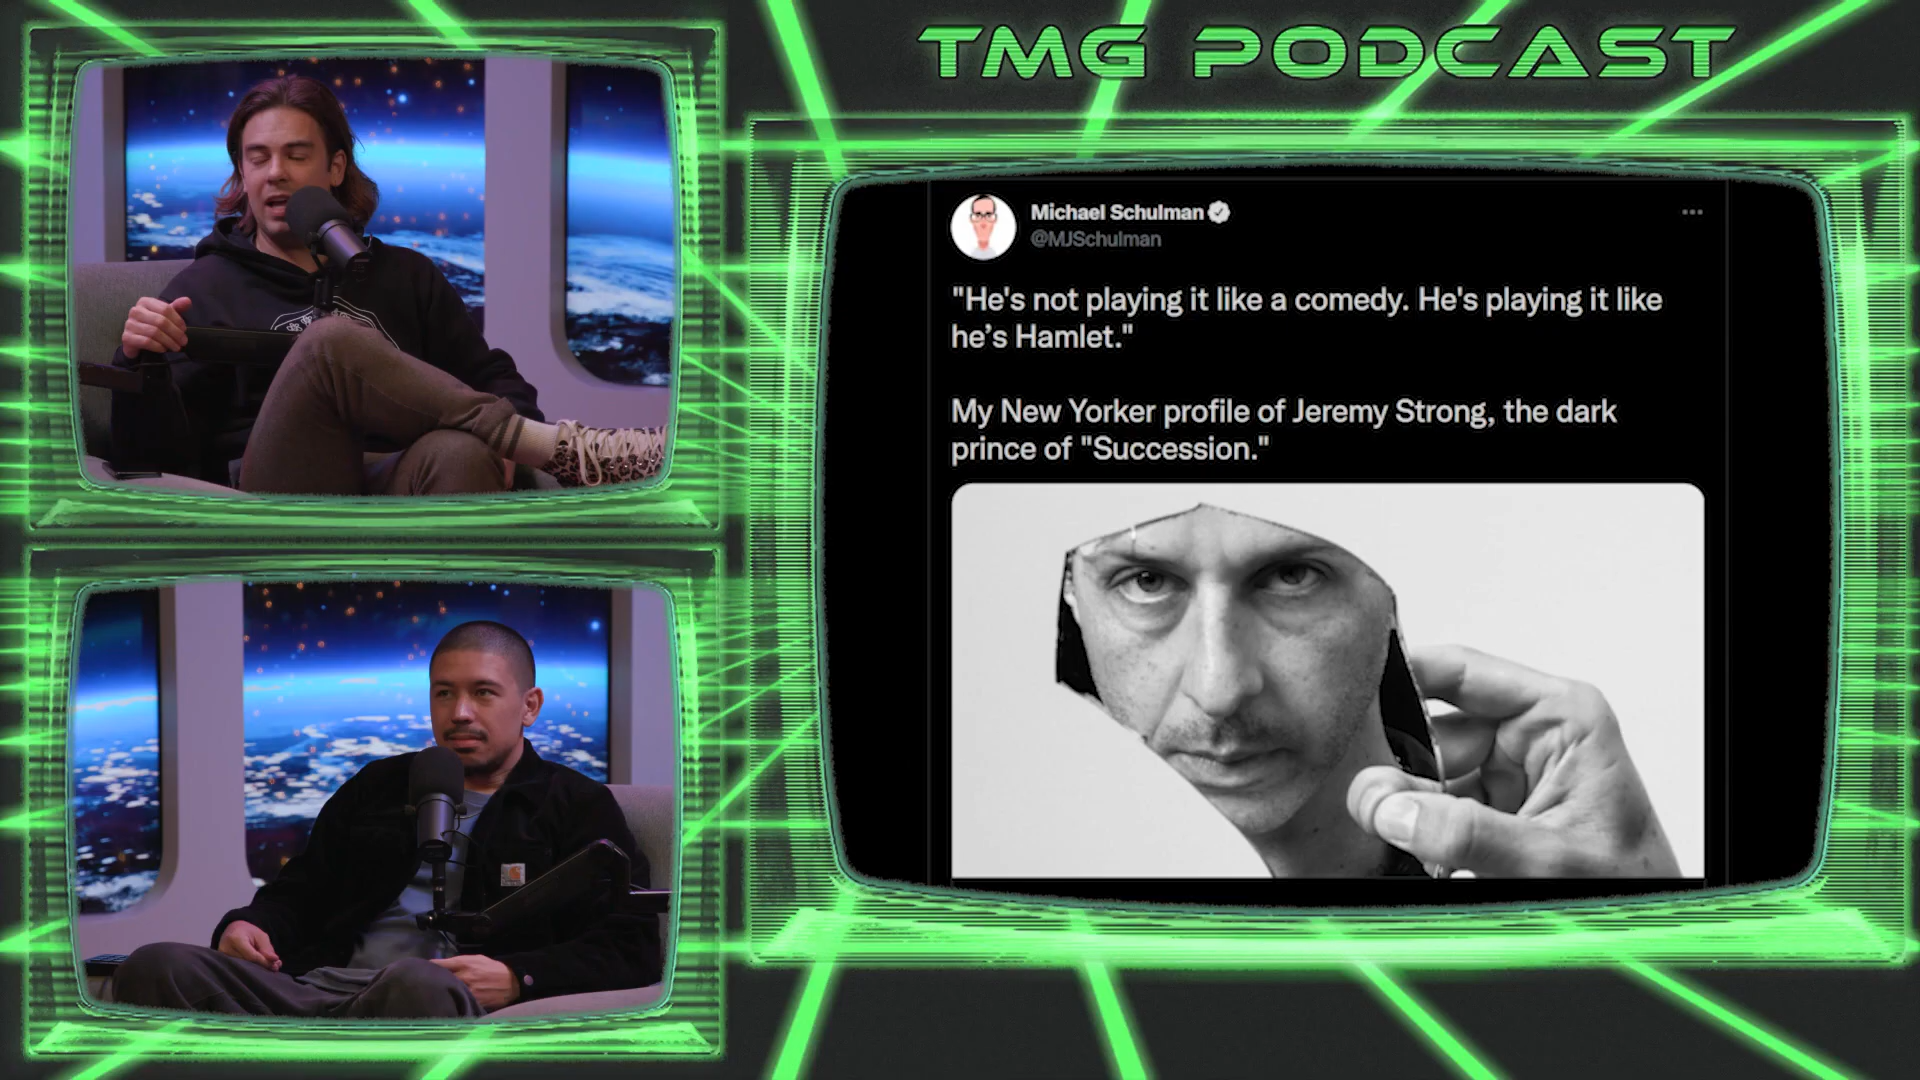 TMG PODCAST
Michael Schulman
@MJSchulman
"He's not playing it like a comedy. He's playing it like
he’s Hamlet."
My New Yorker profile of Jeremy Strong, the dark
prince of "Succession."